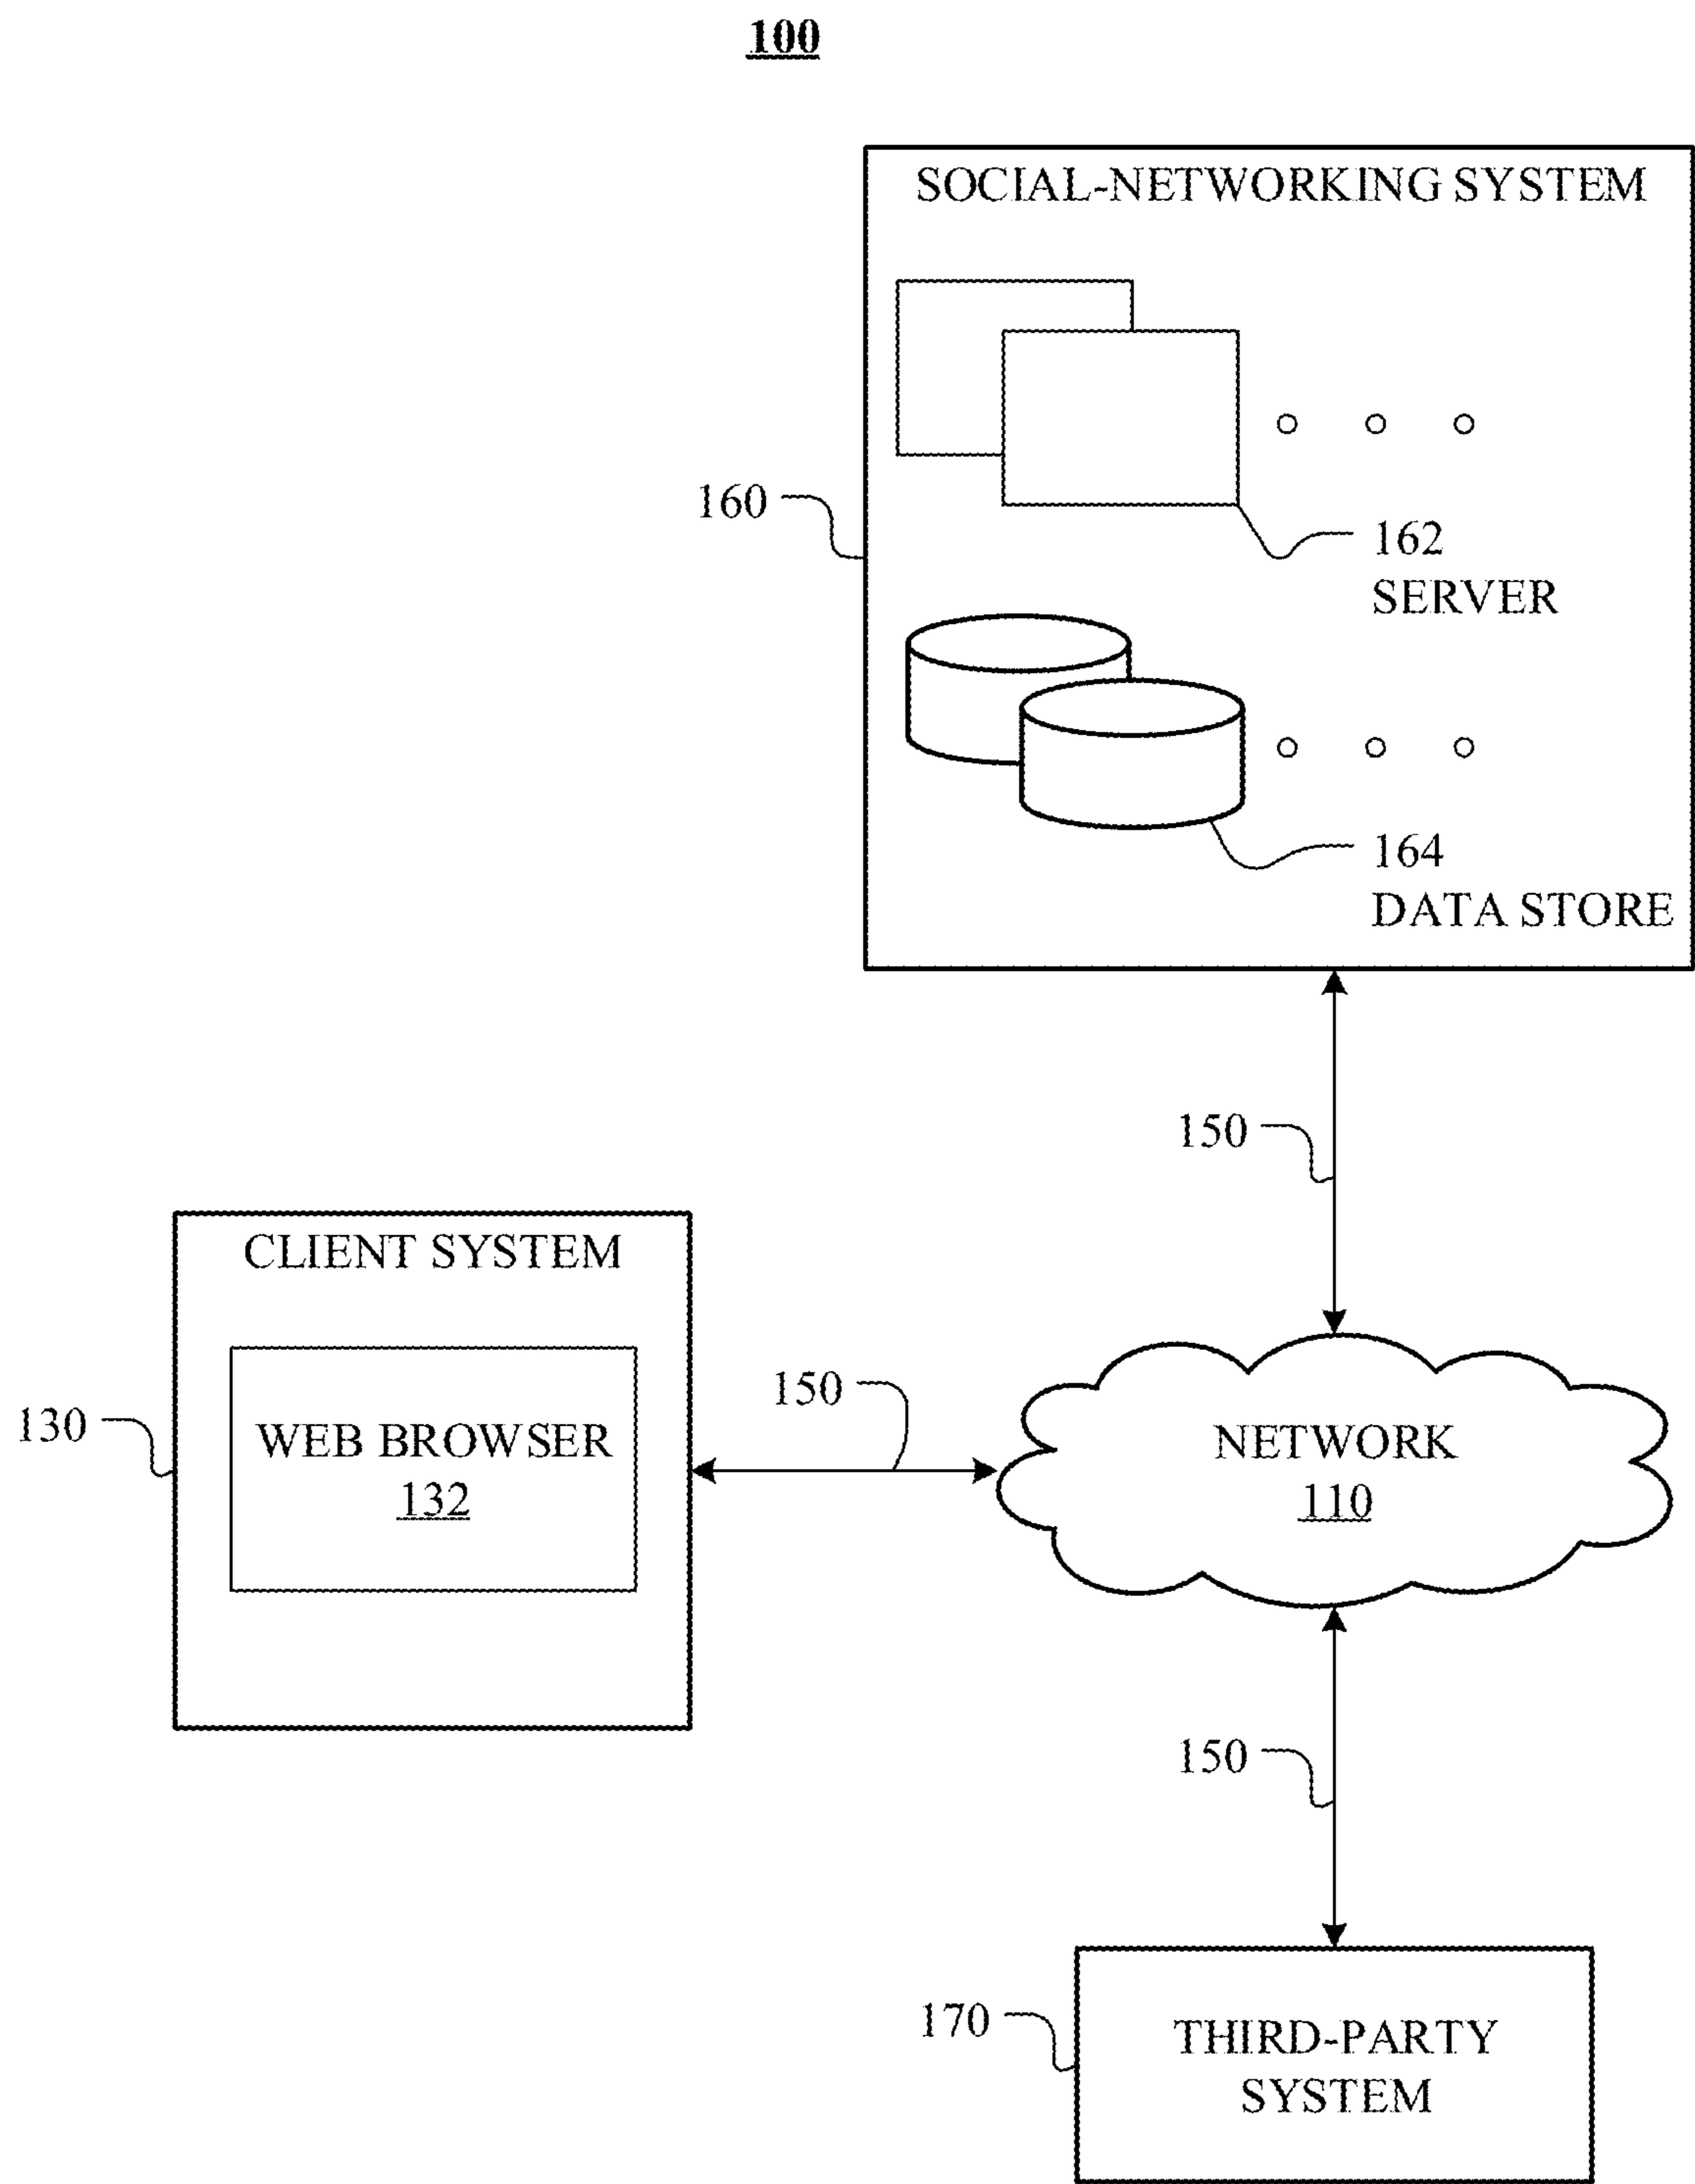 100
SOCIAL-NETWORKING SYSTEM
160
162
SERVER
164
DATA STORE
150
CLIENT SYSTEM
130
WEB BROWSER
132
150
NETWORK
110
150
170
THIRD-PARTY
SYSTEM